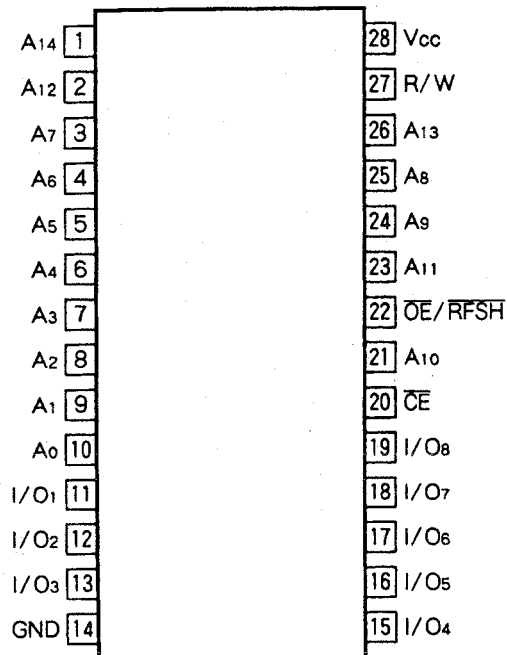 A14 1 28 Vcc
A12 2 27 R/W
A7 3 26 A13
A6 4 25 A8
A5 5 24 A9
A4 6 23 A11
A3 7 22 OE/RFSH
A2 8 21 A10
A1 9 20 CE
A0 10 19 I/O8
I/O1 11 18 I/O7
I/O2 12 17 I/O6
I/O3 13 16 I/O5
GND 14 15 I/O4